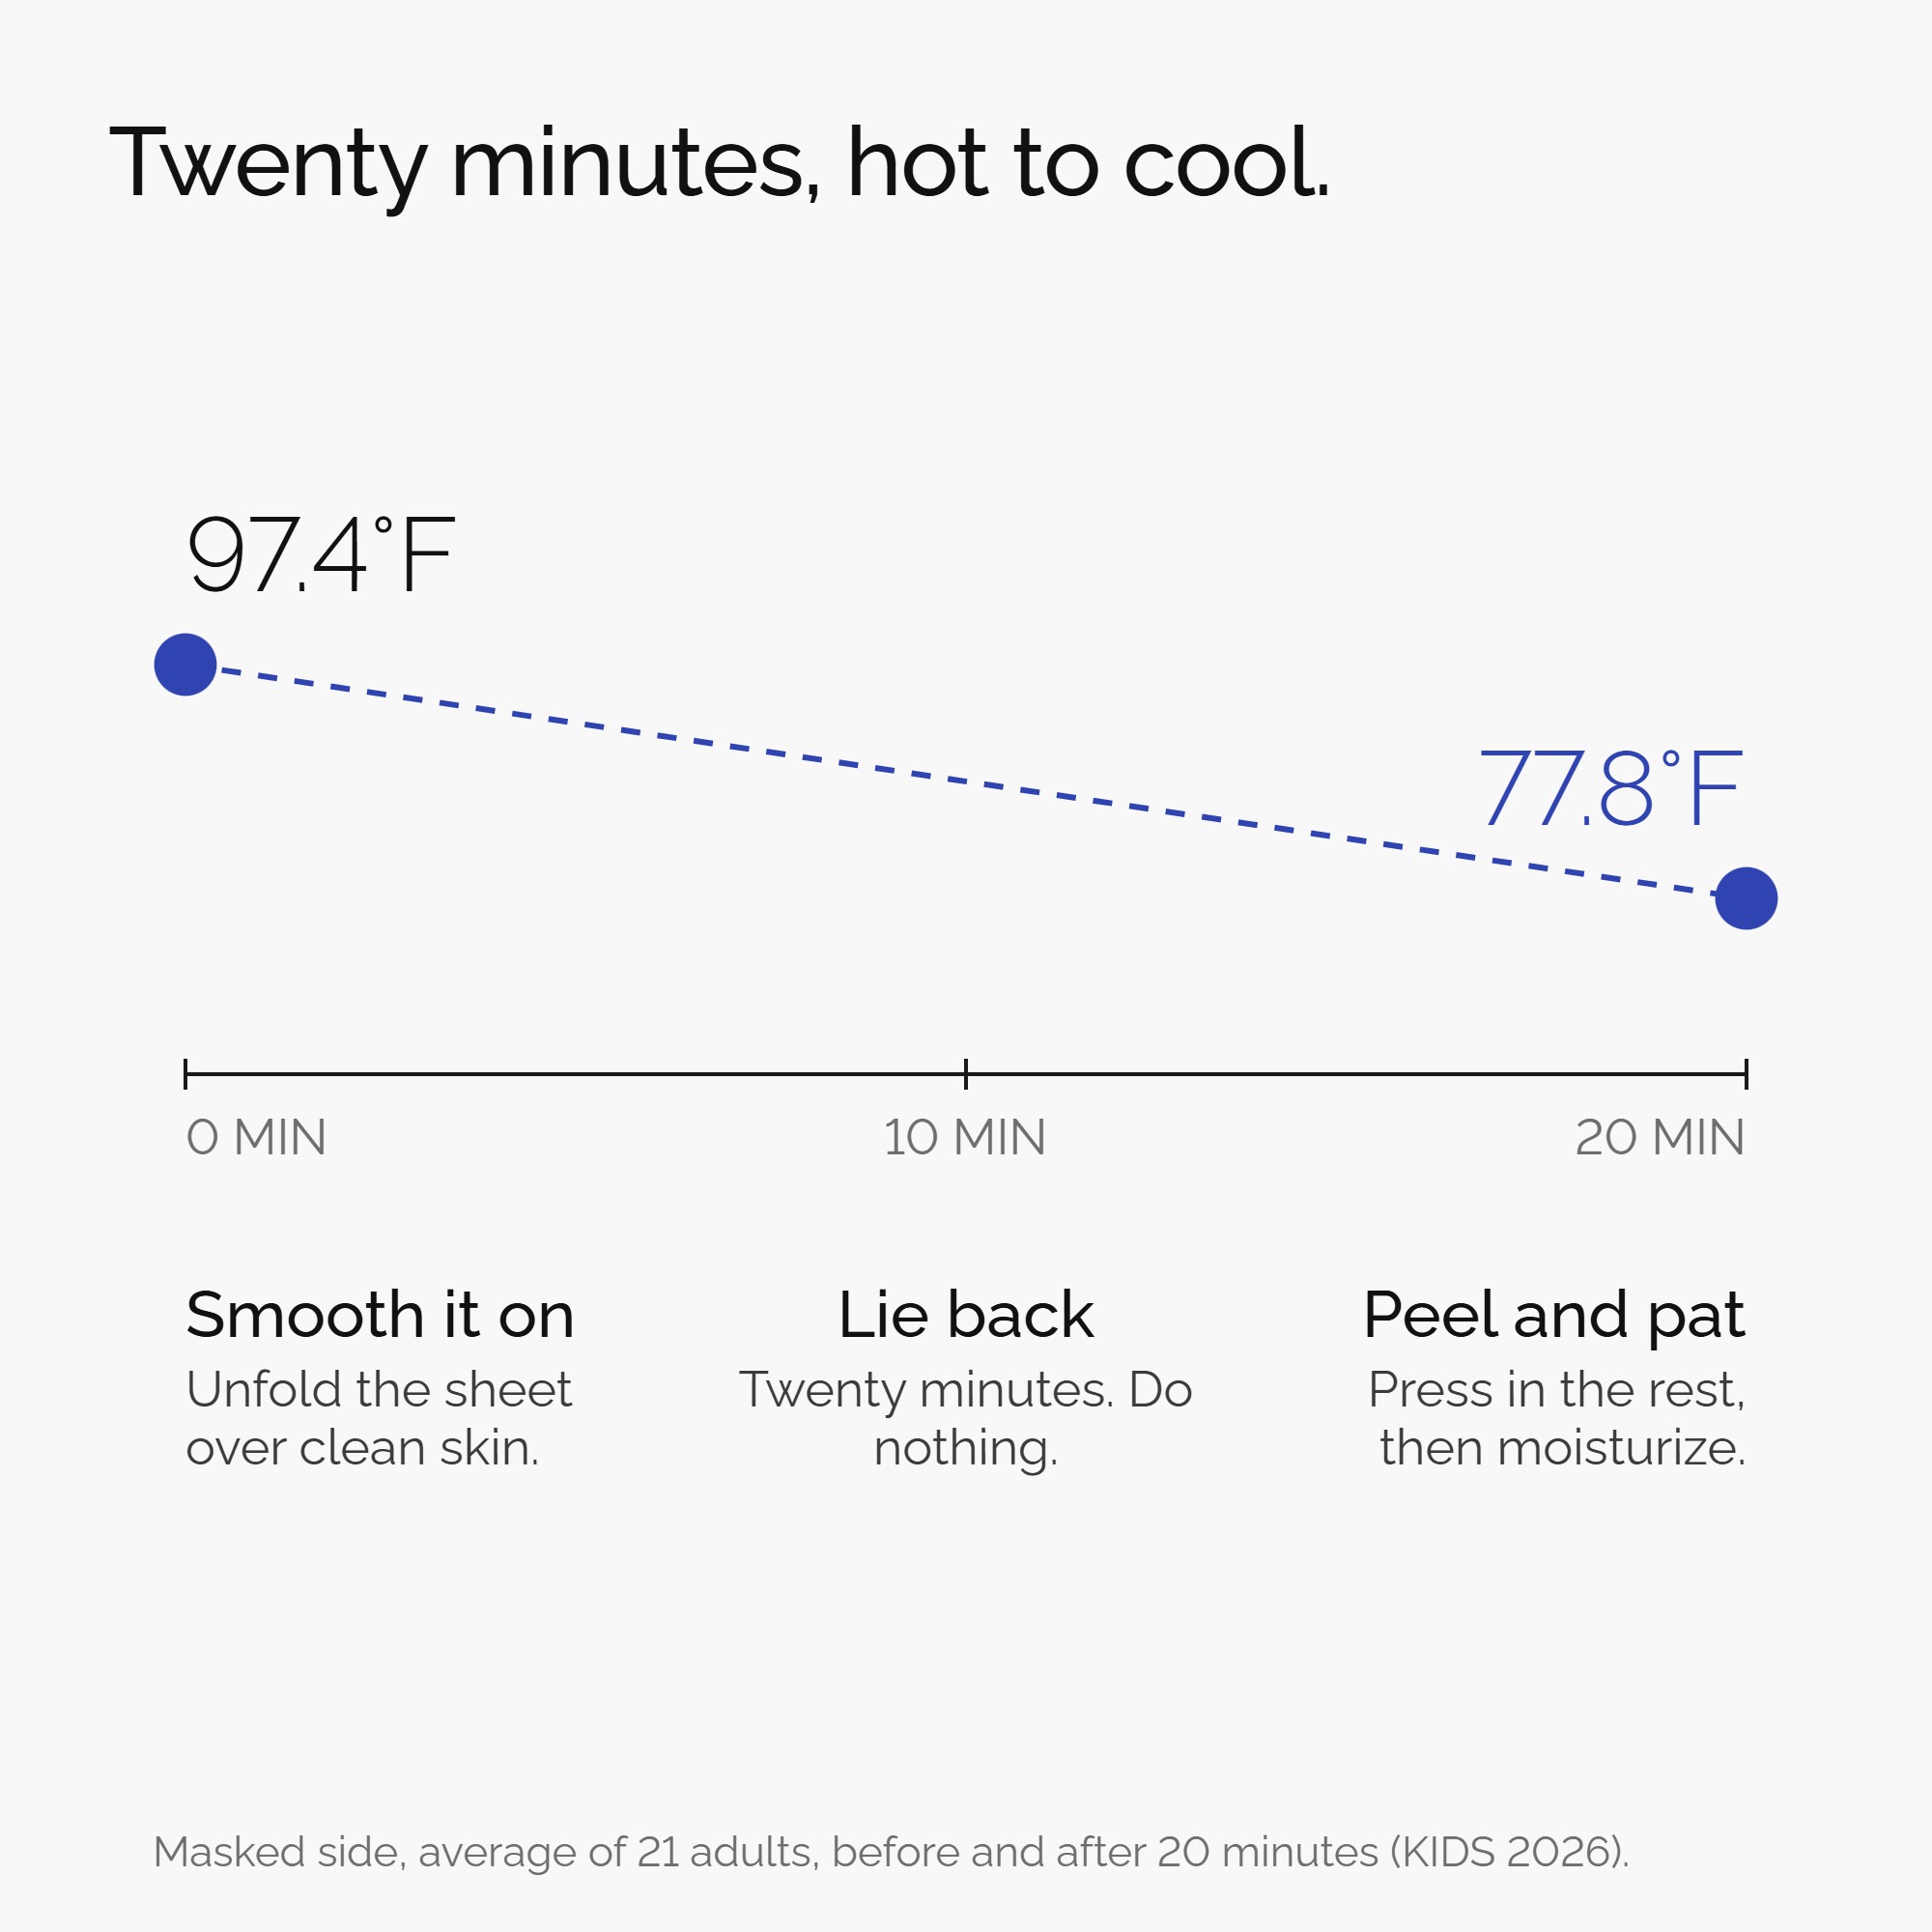 Twenty minutes, hot to cool.
97.4°F
77.8°F
0 MIN
10 MIN
20 MIN
Smooth it on
Unfold the sheet
over clean skin.
Lie back
Twenty minutes. Do
nothing.
Peel and pat
Press in the rest,
then moisturize.
Masked side, average of 21 adults, before and after 20 minutes (KIDS 2026).